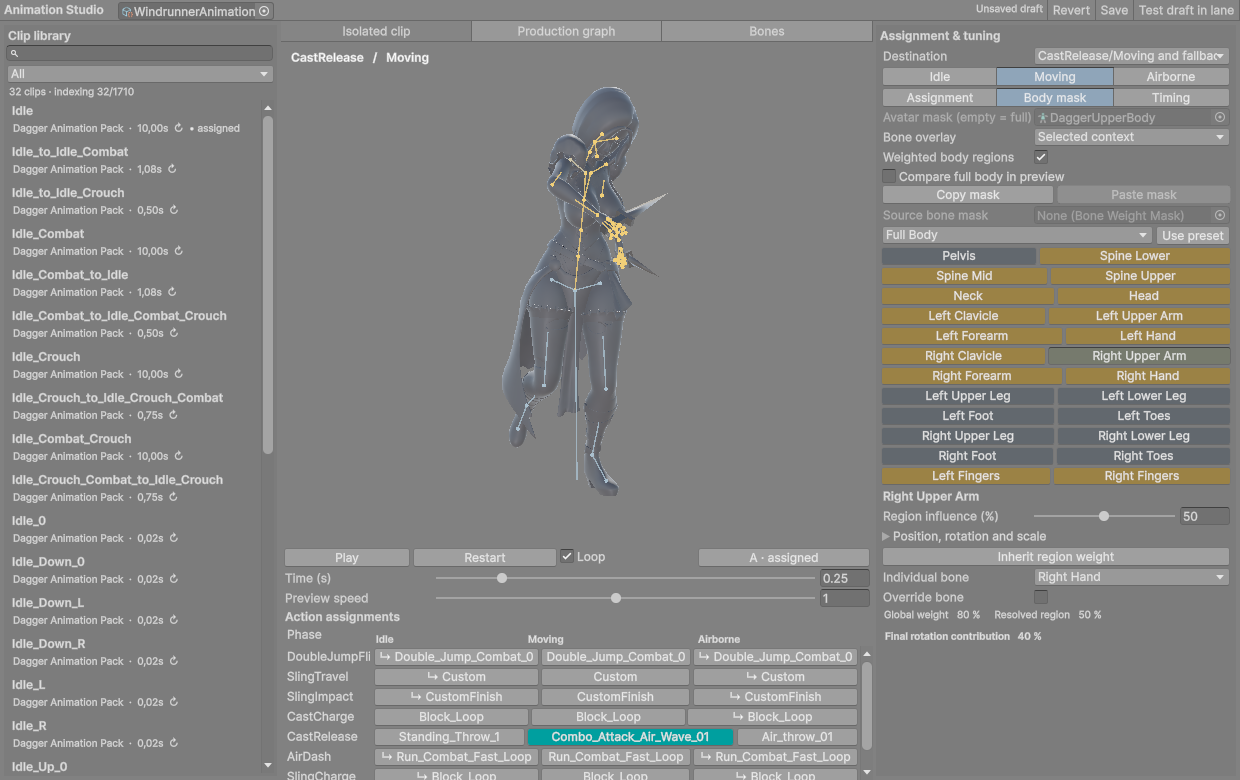 Animation Studio
WindrunnerAnimation
Unsaved draft
Revert
Save
Test draft in lane
Clip library
All
32 clips · indexing 32/1710
Idle
Dagger Animation Pack · 10,00s ↻ • assigned
Idle_to_Idle_Combat
Dagger Animation Pack · 1,08s ↻
Idle_to_Idle_Crouch
Dagger Animation Pack · 0,50s ↻
Idle_Combat
Dagger Animation Pack · 10,00s ↻
Idle_Combat_to_Idle
Dagger Animation Pack · 1,08s ↻
Idle_Combat_to_Idle_Combat_Crouch
Dagger Animation Pack · 0,50s ↻
Idle_Crouch
Dagger Animation Pack · 10,00s ↻
Idle_Crouch_to_Idle_Crouch_Combat
Dagger Animation Pack · 0,75s ↻
Idle_Combat_Crouch
Dagger Animation Pack · 10,00s ↻
Idle_Crouch_Combat_to_Idle_Crouch
Dagger Animation Pack · 0,75s ↻
Idle_0
Dagger Animation Pack · 0,02s ↻
Idle_Down_0
Dagger Animation Pack · 0,02s ↻
Idle_Down_L
Dagger Animation Pack · 0,02s ↻
Idle_Down_R
Dagger Animation Pack · 0,02s ↻
Idle_L
Dagger Animation Pack · 0,02s ↻
Idle_R
Dagger Animation Pack · 0,02s ↻
Idle_Up_0
Isolated clip
Production graph
Bones
CastRelease / Moving
Play
Restart
Loop
A · assigned
Time (s)
0.25
Preview speed
1
Action assignments
Phase Idle Moving Airborne
DoubleJumpFli ↪ Double_Jump_Combat_0 Double_Jump_Combat_0 ↪ Double_Jump_Combat_0
SlingTravel ↪ Custom Custom ↪ Custom
SlingImpact ↪ CustomFinish CustomFinish ↪ CustomFinish
CastCharge Block_Loop Block_Loop ↪ Block_Loop
CastRelease Standing_Throw_1 Combo_Attack_Air_Wave_01 Air_throw_01
AirDash ↪ Run_Combat_Fast_Loop Run_Combat_Fast_Loop ↪ Run_Combat_Fast_Loop
SlingCharge ↪ Block_Loop Block_Loop ↪ Block_Loop
Assignment & tuning
Destination CastRelease/Moving and fallbac
Idle Moving Airborne
Assignment Body mask Timing
Avatar mask (empty = full) DaggerUpperBody
Bone overlay Selected context
Weighted body regions
Compare full body in preview
Copy mask Paste mask
Source bone mask None (Bone Weight Mask)
Full Body Use preset
Pelvis Spine Lower
Spine Mid Spine Upper
Neck Head
Left Clavicle Left Upper Arm
Left Forearm Left Hand
Right Clavicle Right Upper Arm
Right Forearm Right Hand
Left Upper Leg Left Lower Leg
Left Foot Left Toes
Right Upper Leg Right Lower Leg
Right Foot Right Toes
Left Fingers Right Fingers
Right Upper Arm
Region influence (%) 50
Position, rotation and scale
Inherit region weight
Individual bone Right Hand
Override bone
Global weight 80 % Resolved region 50 %
Final rotation contribution 40 %